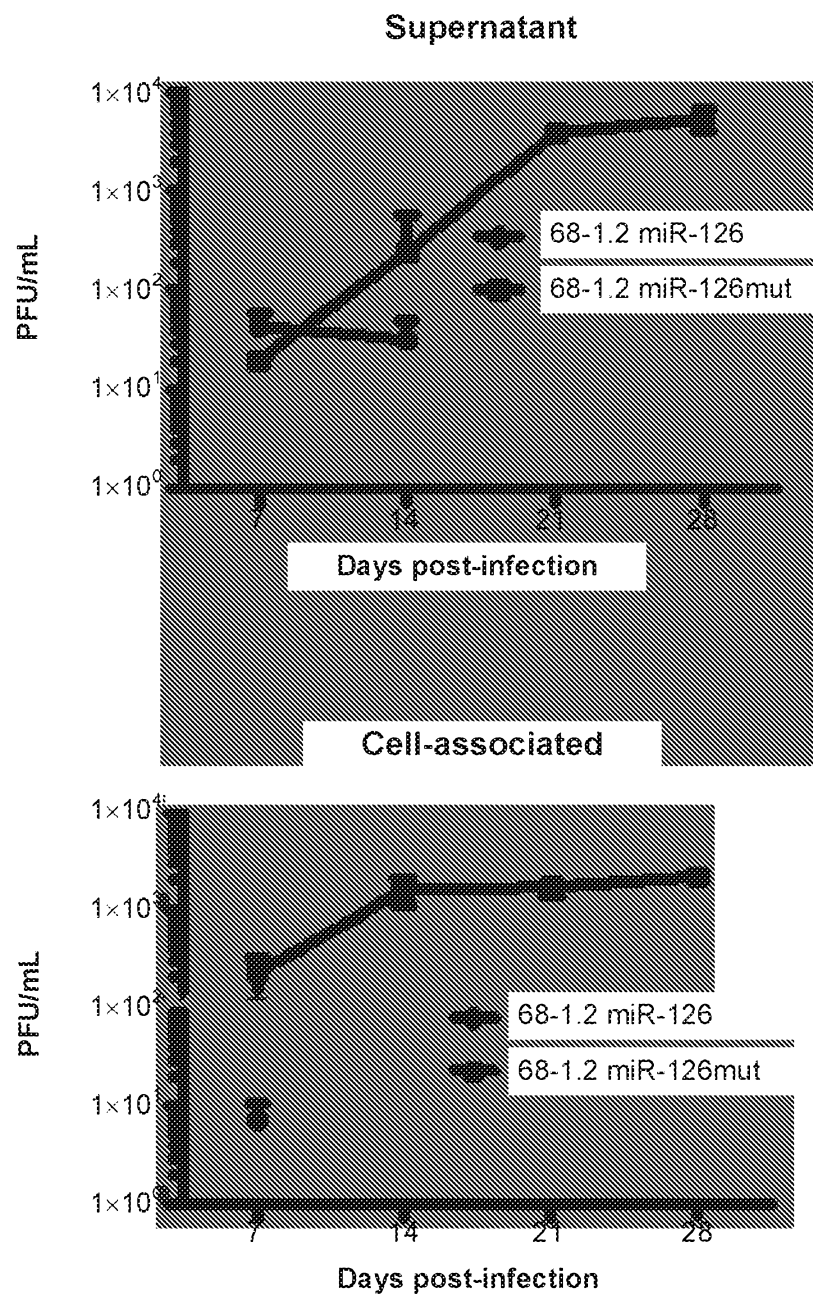 Supernatant
1×10⁴
1×10³
1×10²
1×10¹
1×10⁰
PFU/mL
68-1.2 miR-126
68-1.2 miR-126mut
7 14 21 28
Days post-infection
Cell-associated
1×10⁴
1×10³
1×10²
1×10¹
1×10⁰
PFU/mL
68-1.2 miR-126
68-1.2 miR-126mut
7 14 21 28
Days post-infection